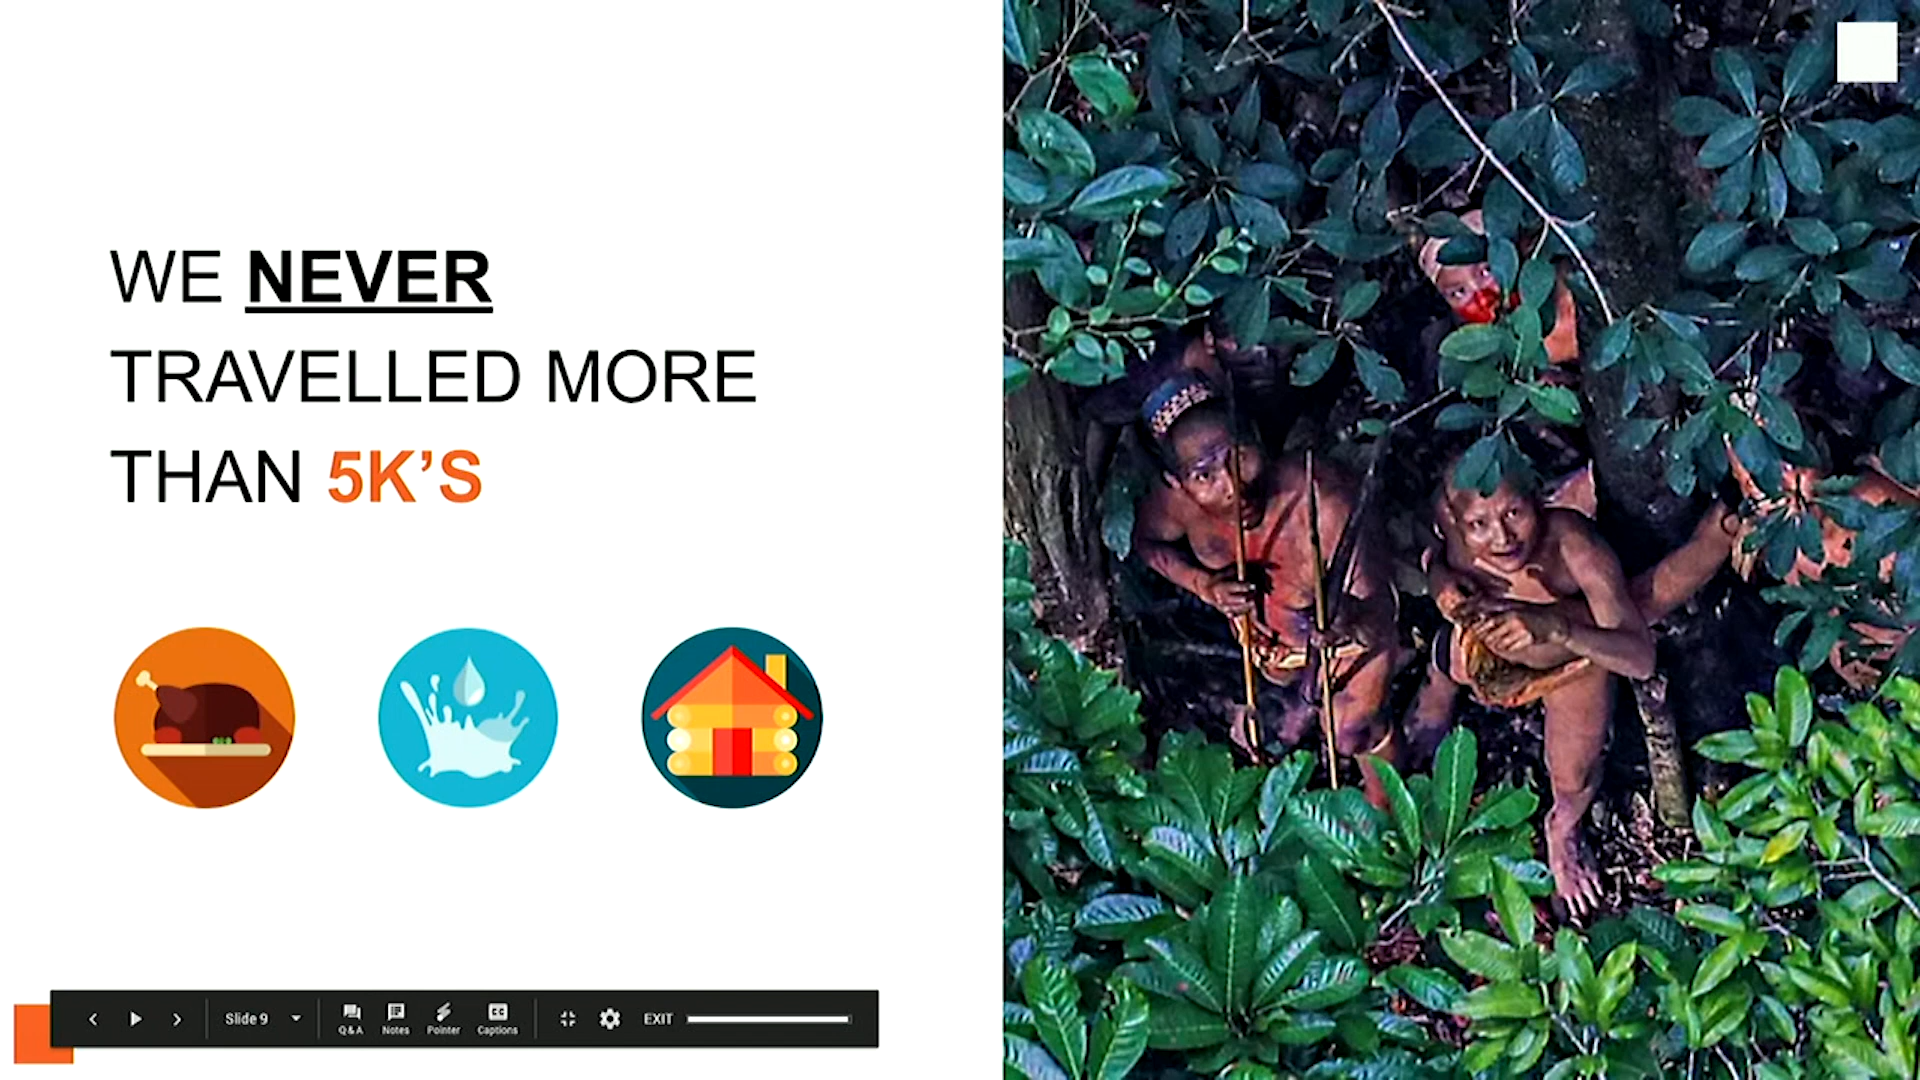 WE NEVER
TRAVELLED MORE
THAN 5K’S
Slide 9
Q&A
Notes
Pointer
Captions
EXIT